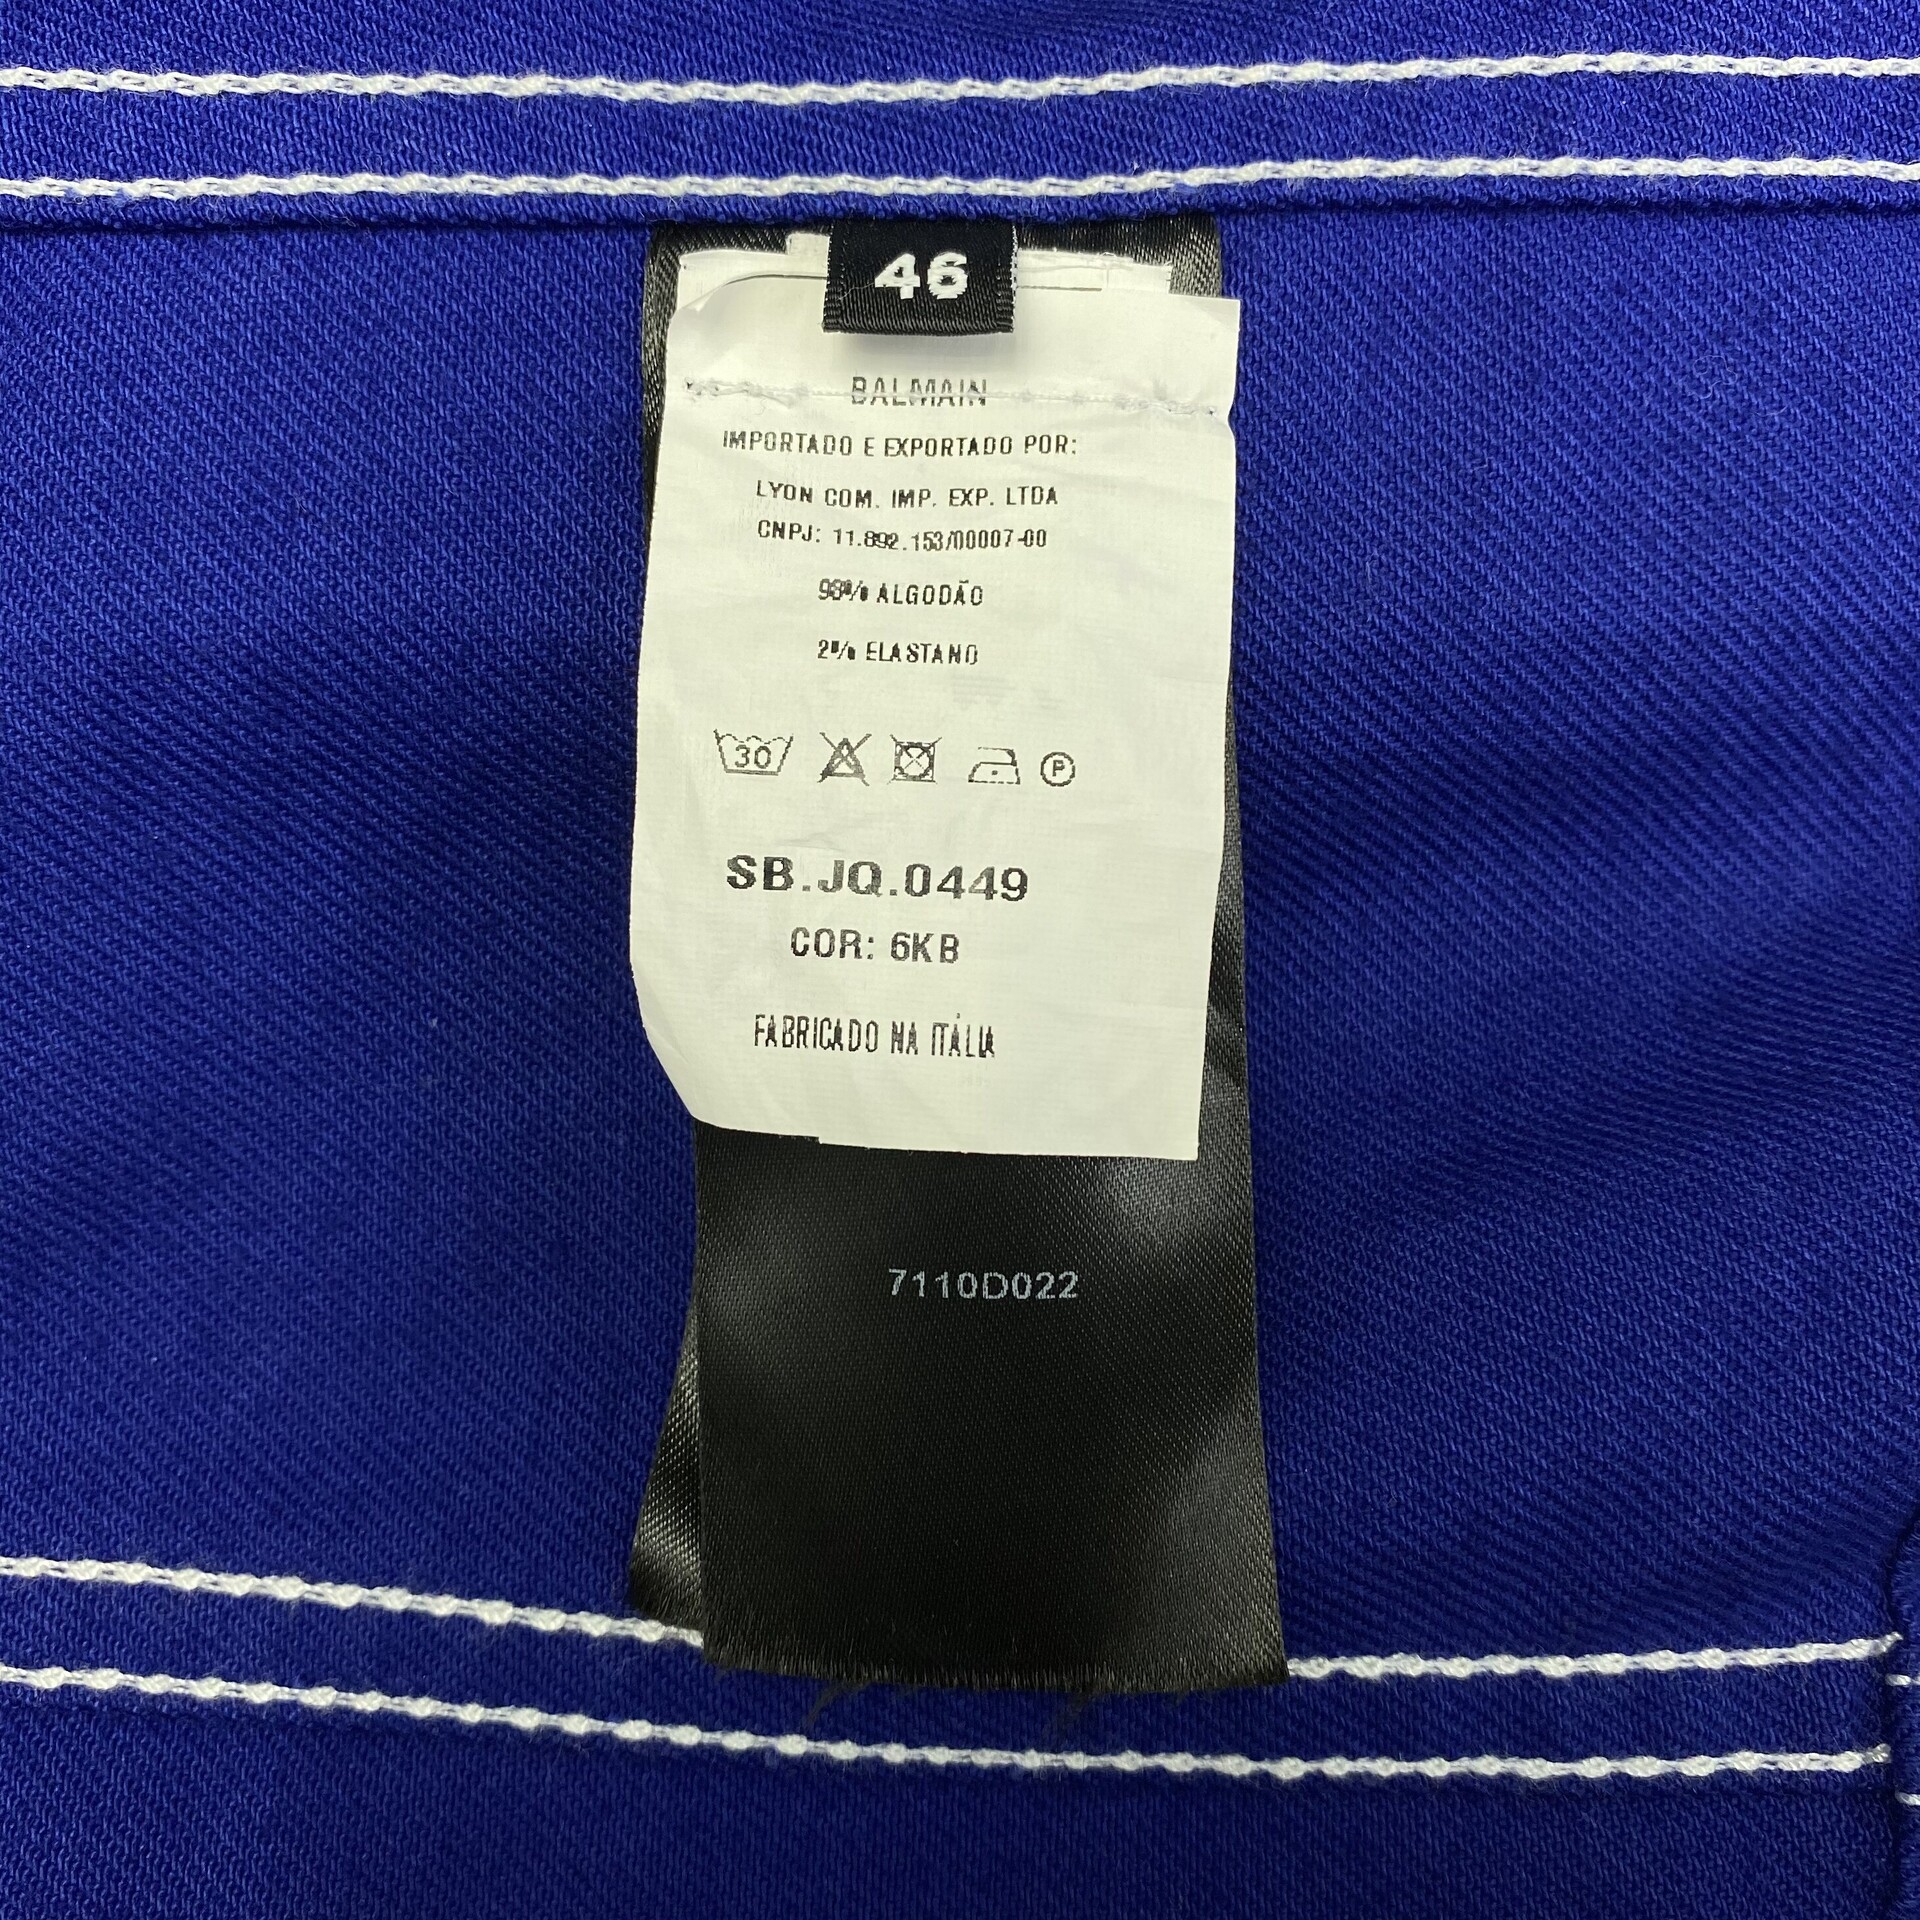 46
BALMAIN
IMPORTADO E EXPORTADO POR:
LYON COM. IMP. EXP. LTDA
CNPJ: 11.892.153/00007-00
98% ALGODÃO
2% ELASTANO
30 P
SB.JQ.0449
COR: 6KB
FABRICADO NA ITÁLIA
7110D022